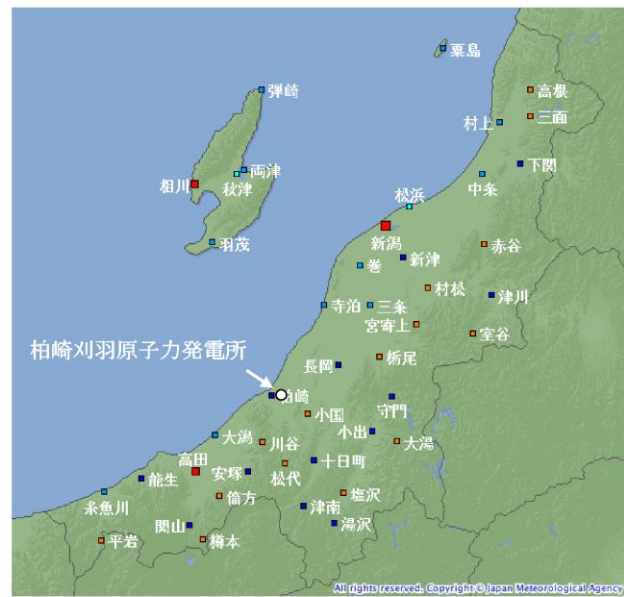 粟島
弾崎
高根
三面
村上
両津
下関
秋津
中条
相川
松浜
新潟
羽茂
赤谷
巻
新津
村松
津川
寺泊
三条
宮寄上
室谷
柏崎刈羽原子力発電所
栃尾
長岡
柏崎
守門
小国
小出
大潟
川谷
大湯
高田
十日町
能生
安塚
松代
糸魚川
筒方
塩沢
津南
関山
湯沢
平岩
樽本
All rights reserved. Copyright © Japan Meteorological Agency